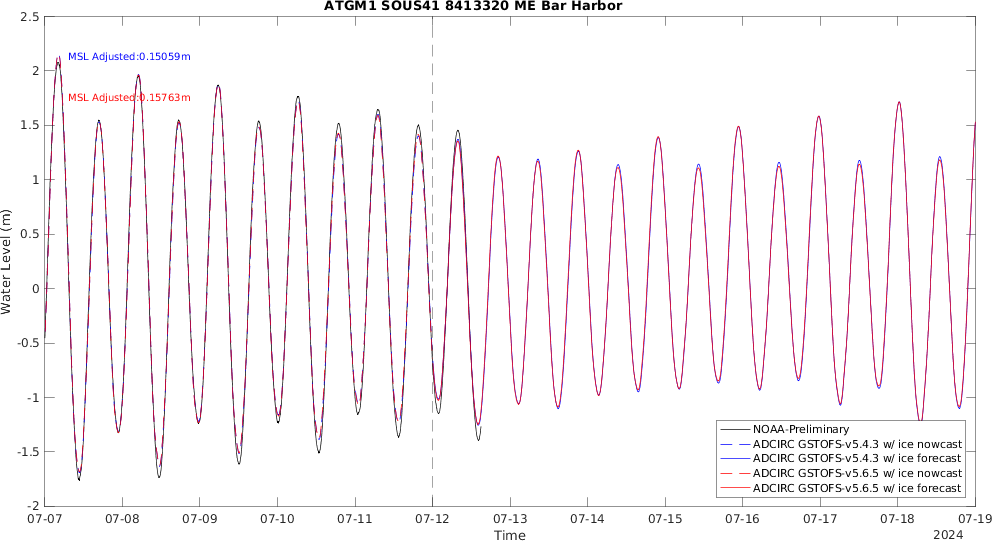 ATGM1 SOUS41 8413320 ME Bar Harbor
2.5
2
1.5
1
0.5
0
-0.5
-1
-1.5
-2
Water Level (m)
MSL Adjusted:0.15059m
MSL Adjusted:0.15763m
NOAA-Preliminary
ADCIRC GSTOFS-v5.4.3 w/ ice nowcast
ADCIRC GSTOFS-v5.4.3 w/ ice forecast
ADCIRC GSTOFS-v5.6.5 w/ ice nowcast
ADCIRC GSTOFS-v5.6.5 w/ ice forecast
07-07 07-08 07-09 07-10 07-11 07-12 07-13 07-14 07-15 07-16 07-17 07-18 07-19
Time
2024